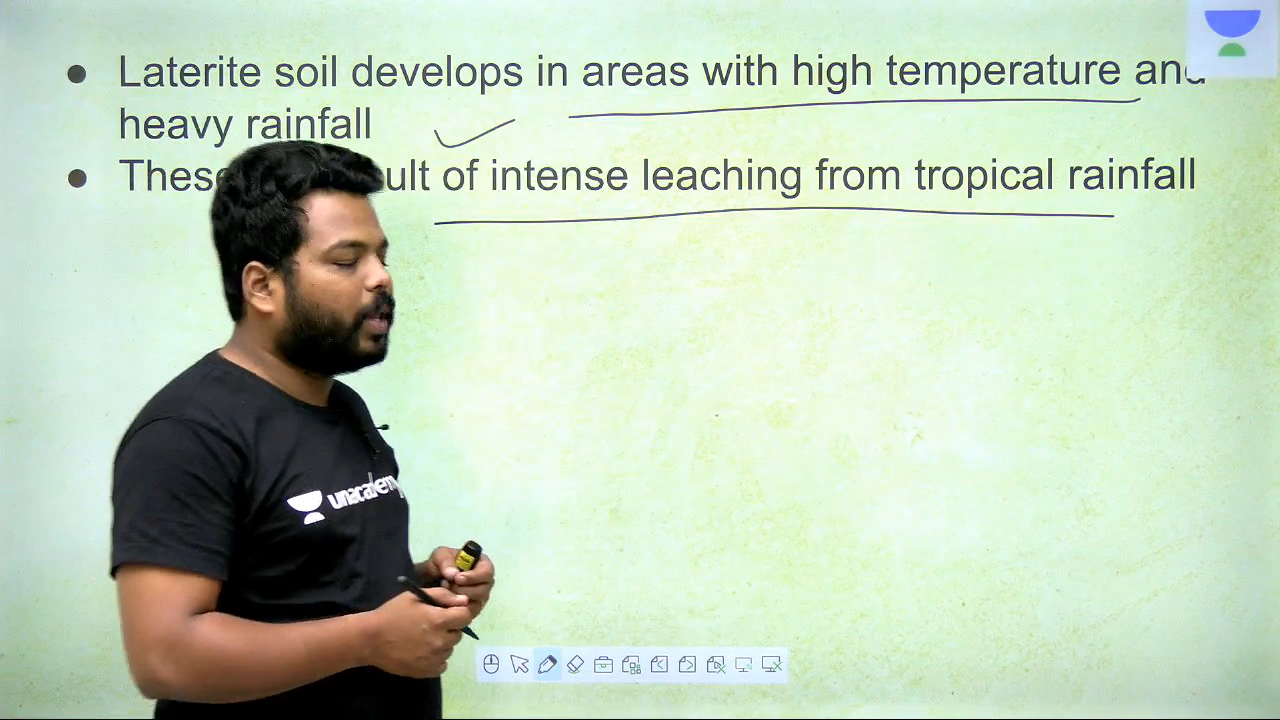 ● Laterite soil develops in areas with high temperature and
heavy rainfall
● These ult of intense leaching from tropical rainfall
unacademy